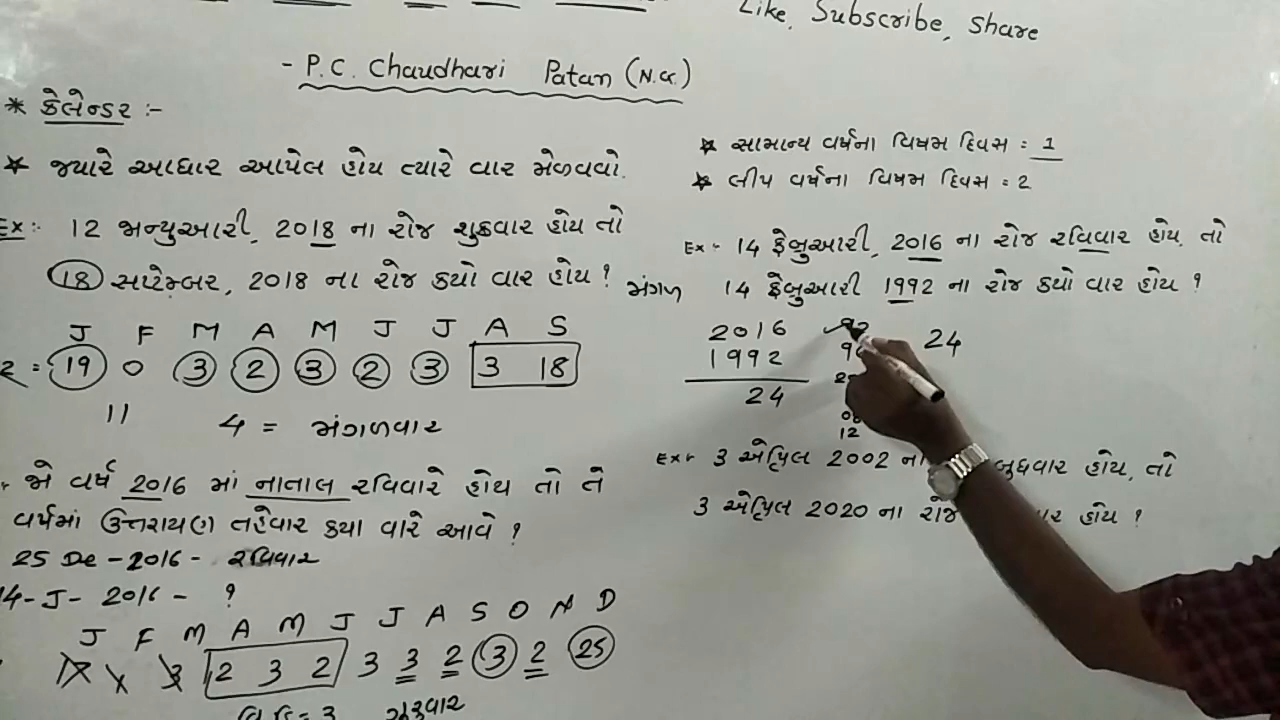 Like, Subscribe, Share
- P.C. Chaudhari Patan (N.G.)
* કેલેન્ડર :-
* જ્યારે આધાર આપેલ હોય ત્યારે વાર મેળવવો.
Ex:- 12 જાન્યુઆરી, 2018 ના રોજ શુક્રવાર હોય તો
18 સપ્ટેમ્બર, 2018 ના રોજ કયો વાર હોય ? મંગળ
J F M A M J J A S
2 = 19 0 3 2 3 2 3 3 18
11 4 = મંગળવાર
જો વર્ષ 2016 માં નાતાલ રવિવારે હોય તો તે
વર્ષમાં ઉત્તરાયણ તહેવાર કયા વારે આવે ?
25 De - 2016 - રવિવાર
14 - J - 2016 - ?
J F M A M J J A S O N D
17 1 3 2 3 2 3 3 2 3 2 25
= 3 ગુરૂવાર
* સામાન્ય વર્ષના વિષમ દિવસ = 1
* લીપ વર્ષના વિષમ દિવસ = 2
Ex:- 14 ફેબ્રુઆરી, 2016 ના રોજ રવિવાર હોય, તો
14 ફેબ્રુઆરી 1992 ના રોજ કયો વાર હોય ?
2016
1992
24
24
12
Ex:- 3 એપ્રિલ 2002 ના બુધવાર હોય, તો
3 એપ્રિલ 2020 ના રોજ હોય ?